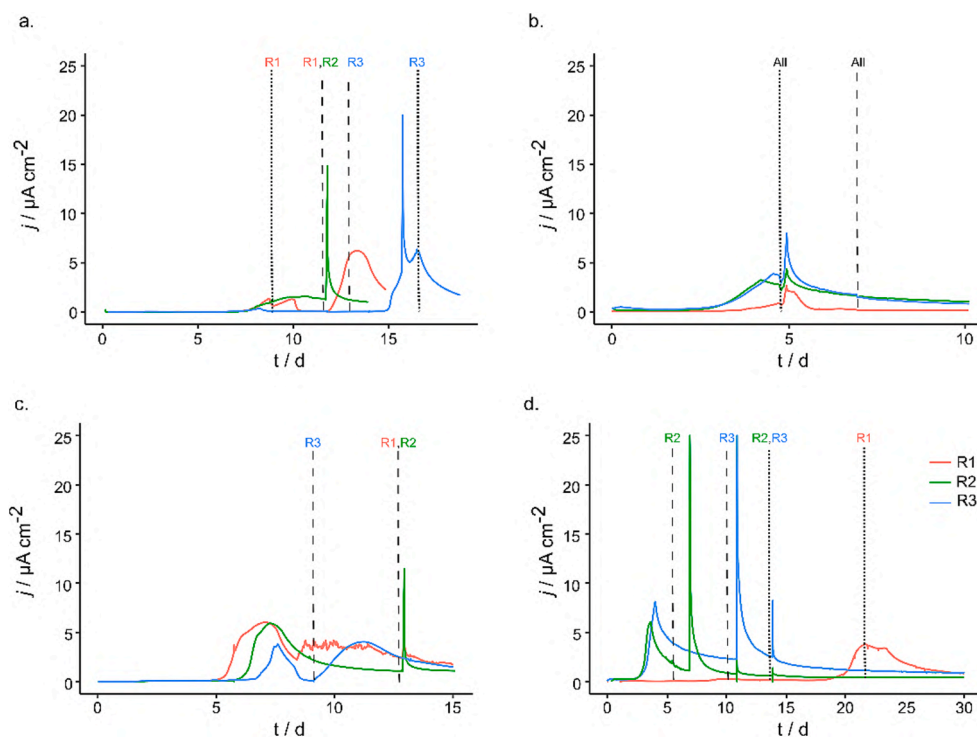 a.
R1 R1,R2 R3 R3
25
20
15
10
5
0
j / µA cm-2
0 5 10 15
t / d
b.
All All
25
20
15
10
5
0
j / µA cm-2
0 5 10
t / d
c.
R3 R1,R2
25
20
15
10
5
0
j / µA cm-2
0 5 10 15
t / d
d.
R2 R3 R2,R3 R1
25
20
15
10
5
0
j / µA cm-2
0 5 10 15 20 25 30
t / d
R1
R2
R3